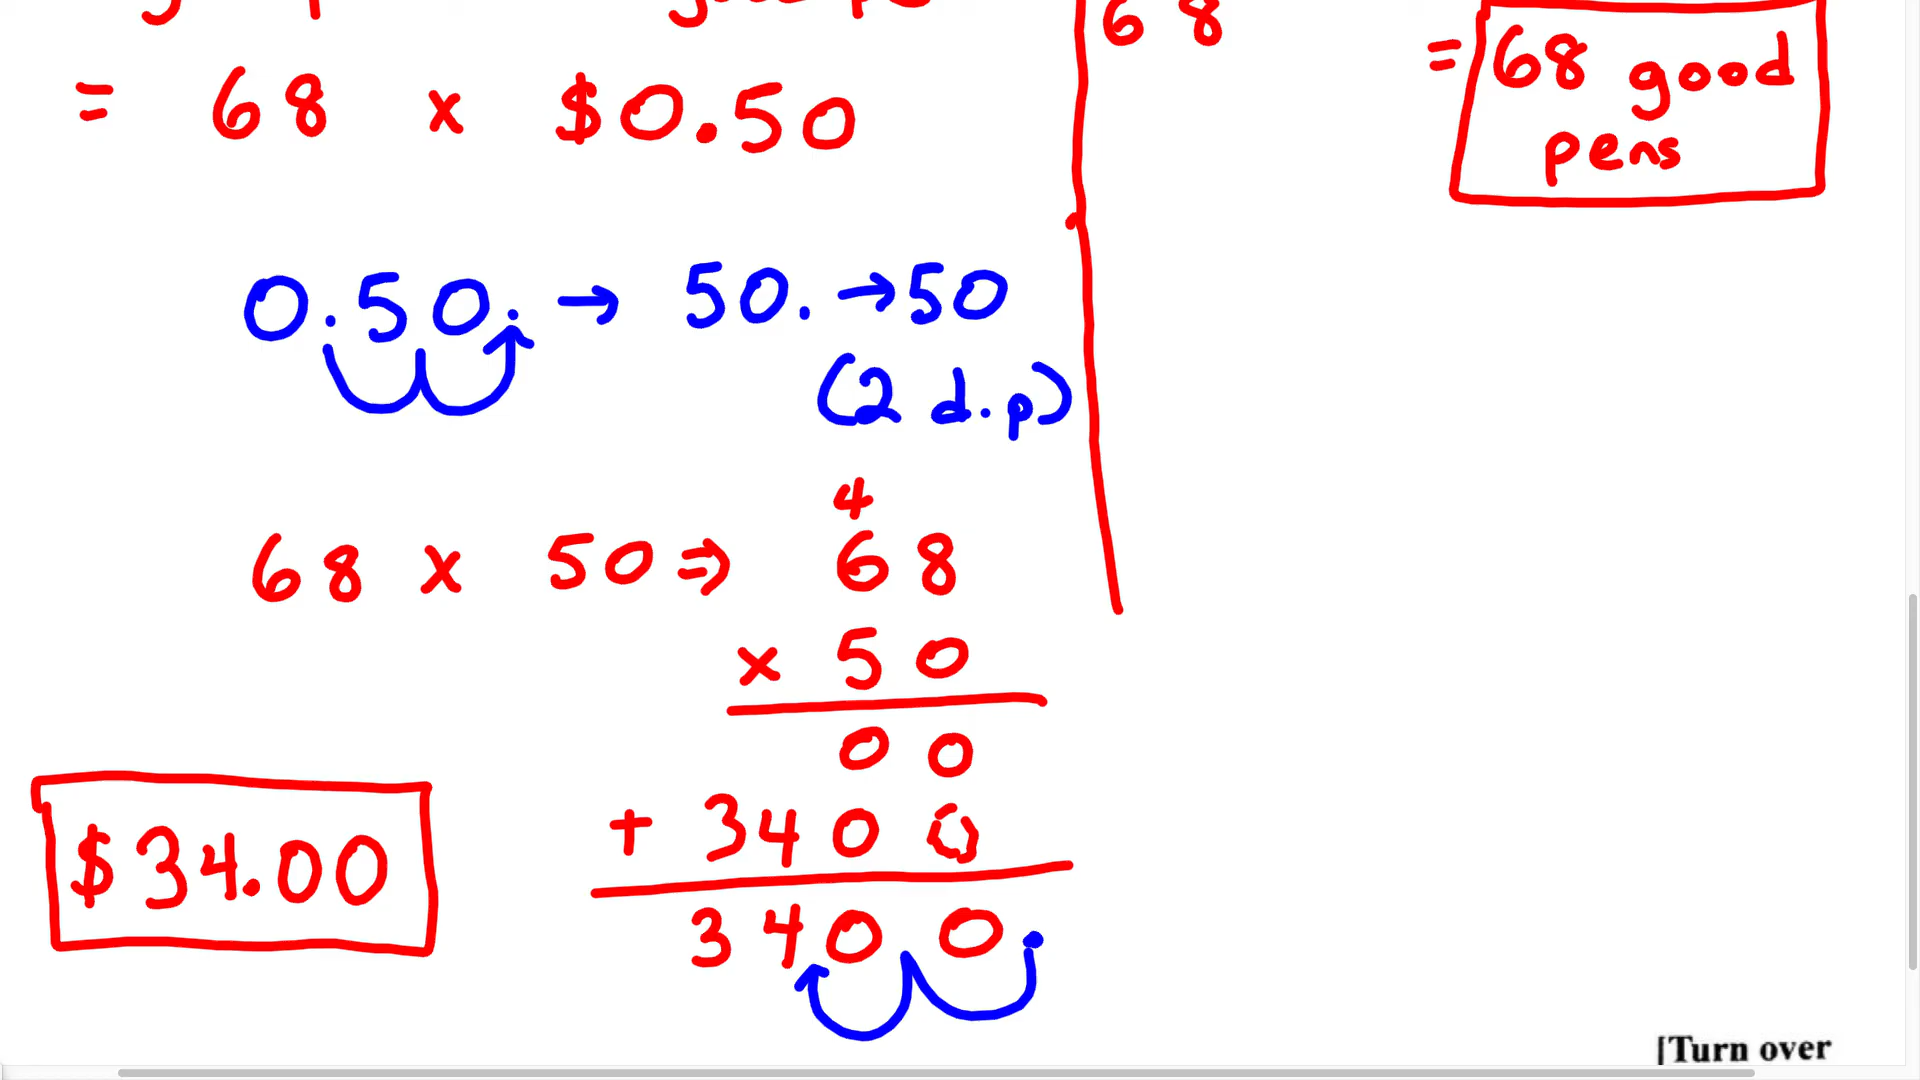 68
= 68 good
pens
= 68 x $0.50
0.50. → 50. → 50
(2 d.p)
4
68 x 50 ⇒ 68
x 50
00
+ 3400
3400.
$34.00
[Turn over